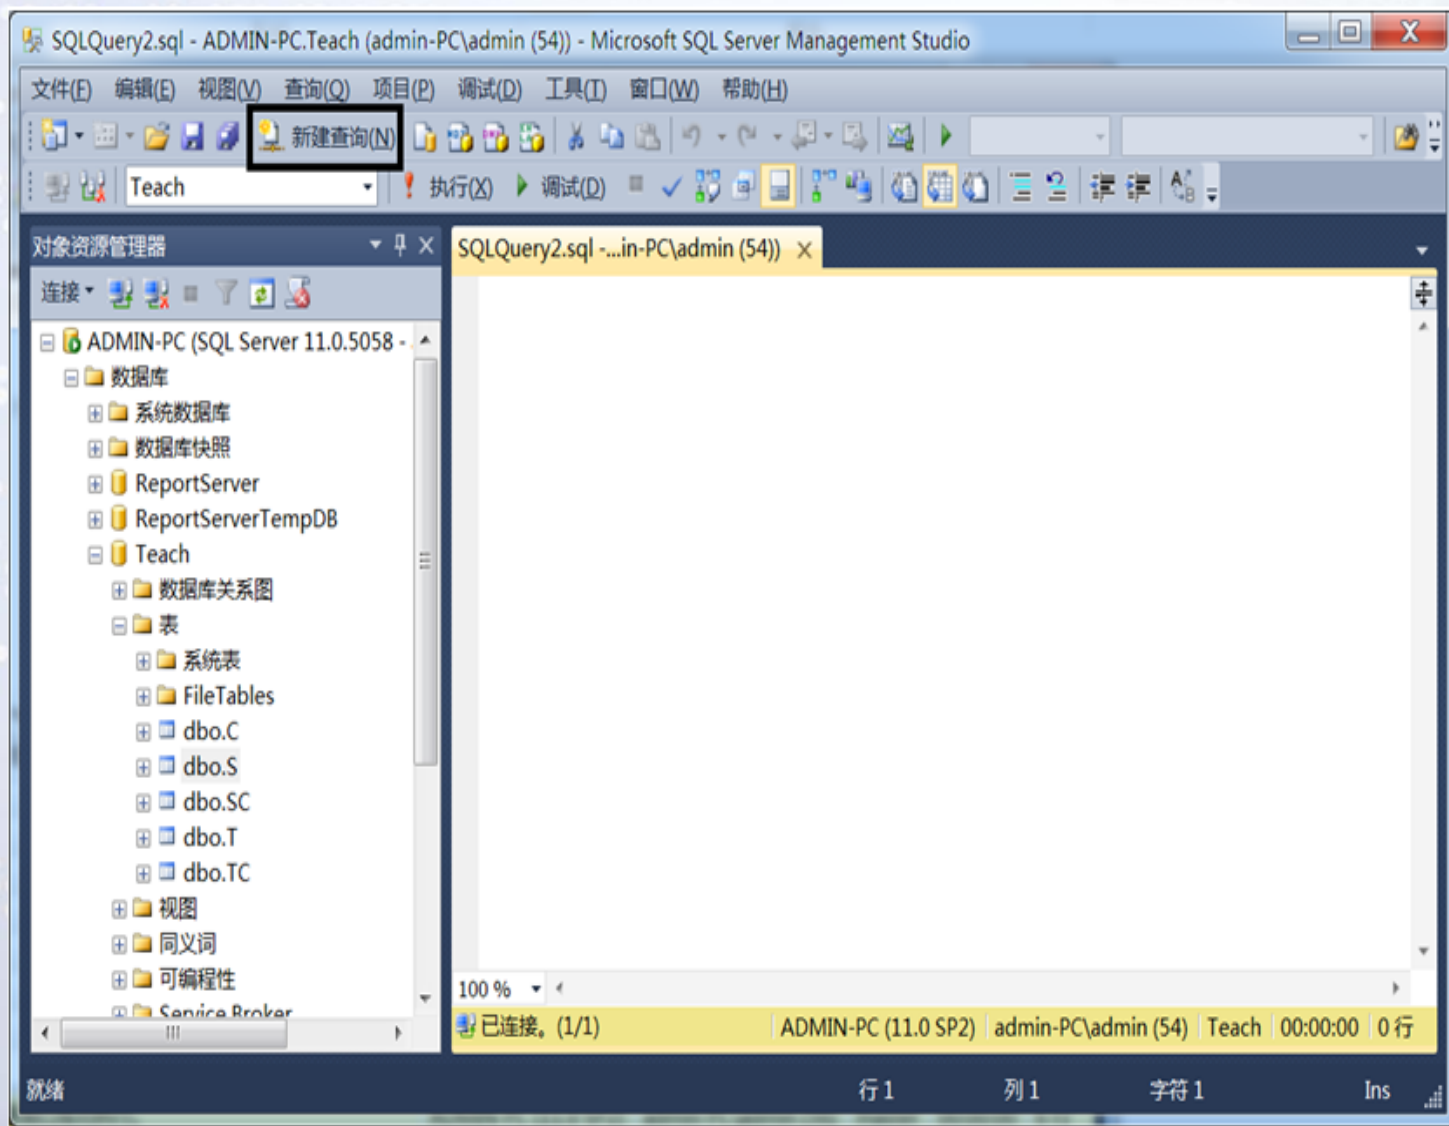 SQLQuery2.sql - ADMIN-PC.Teach (admin-PC\admin (54)) - Microsoft SQL Server Management Studio
文件(F) 编辑(E) 视图(V) 查询(Q) 项目(P) 调试(D) 工具(T) 窗口(W) 帮助(H)
新建查询(N)
Teach 执行(X) 调试(D)
对象资源管理器
连接
ADMIN-PC (SQL Server 11.0.5058 -
数据库
系统数据库
数据库快照
ReportServer
ReportServerTempDB
Teach
数据库关系图
表
系统表
FileTables
dbo.C
dbo.S
dbo.SC
dbo.T
dbo.TC
视图
同义词
可编程性
Service Broker
SQLQuery2.sql -...in-PC\admin (54))
100 %
已连接。(1/1) ADMIN-PC (11.0 SP2) admin-PC\admin (54) Teach 00:00:00 0 行
就绪 行 1 列 1 字符 1 Ins